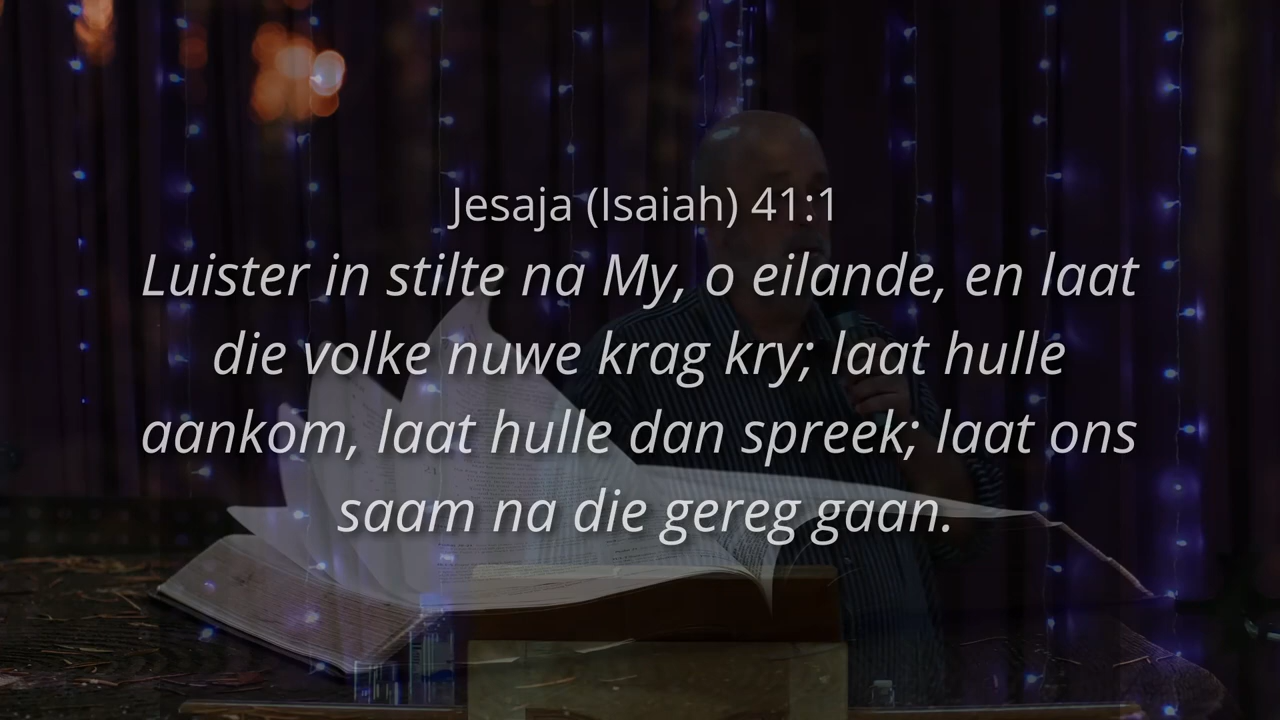 Jesaja (Isaiah) 41:1
Luister in stilte na My, o eilande, en laat
die volke nuwe krag kry; laat hulle
aankom, laat hulle dan spreek; laat ons
saam na die gereg gaan.